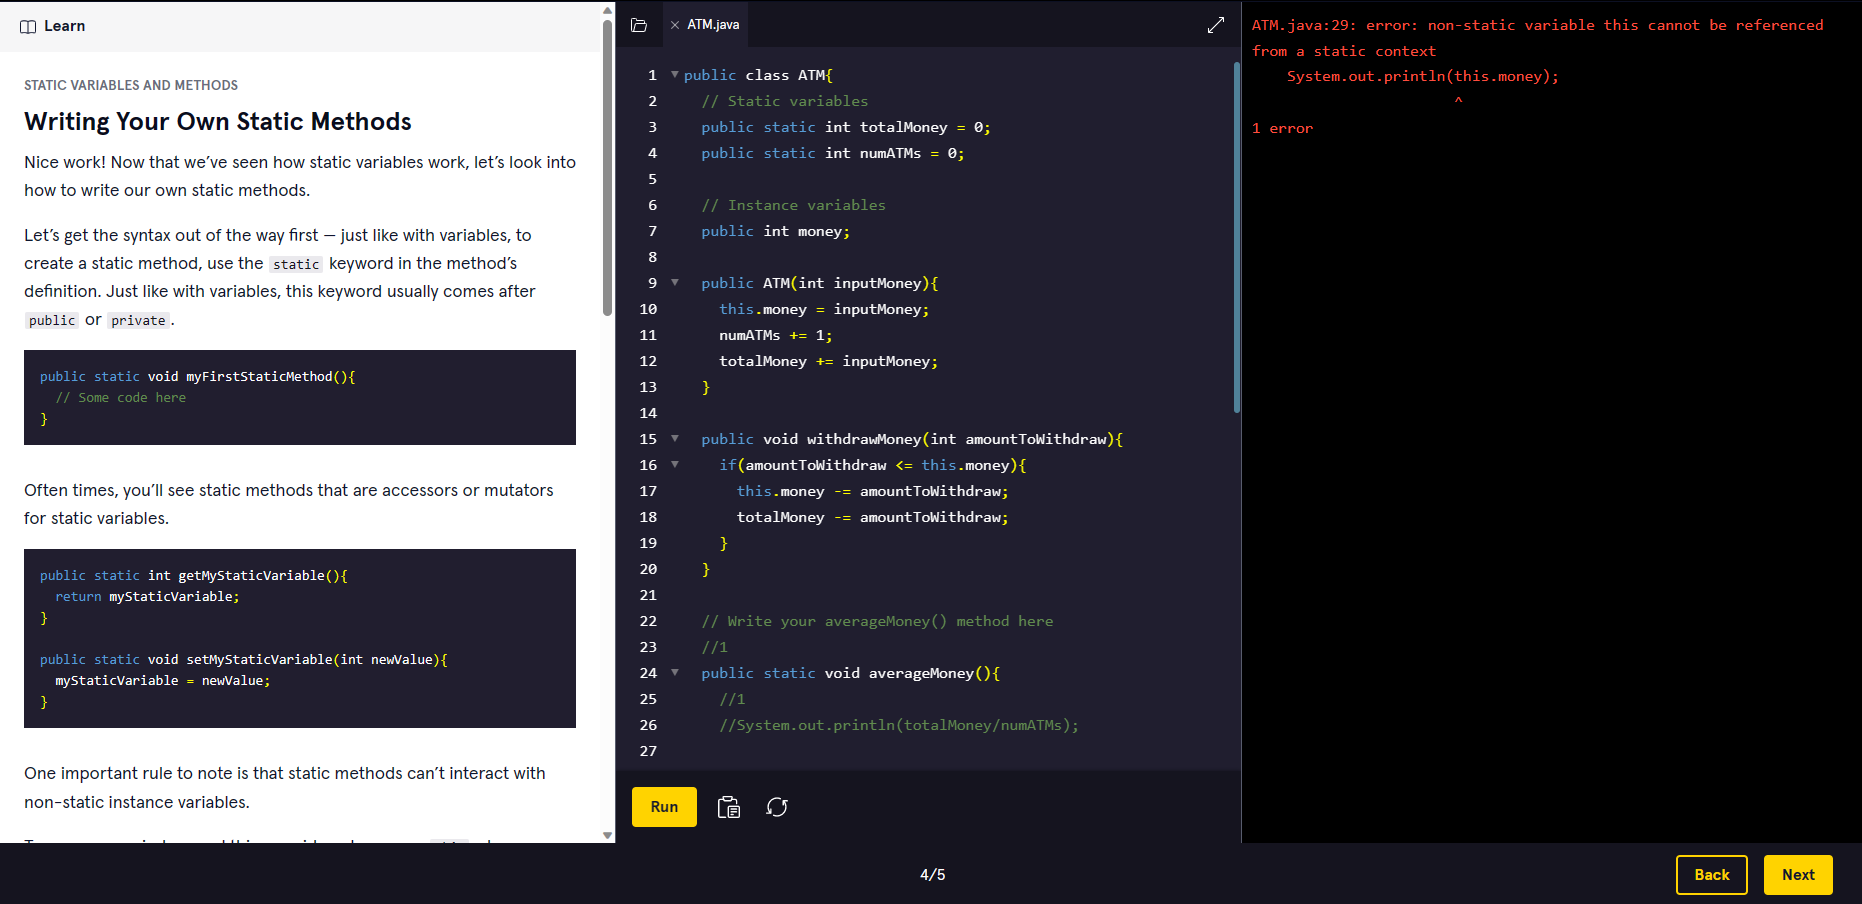 Learn
STATIC VARIABLES AND METHODS
Writing Your Own Static Methods
Nice work! Now that we've seen how static variables work, let's look into
how to write our own static methods.
Let's get the syntax out of the way first — just like with variables, to
create a static method, use the static keyword in the method's
definition. Just like with variables, this keyword usually comes after
public or private.
public static void myFirstStaticMethod(){
// Some code here
}
Often times, you'll see static methods that are accessors or mutators
for static variables.
public static int getMyStaticVariable(){
return myStaticVariable;
}
public static void setMyStaticVariable(int newValue){
myStaticVariable = newValue;
}
One important rule to note is that static methods can't interact with
non-static instance variables.
ATM.java
1 public class ATM{
2 // Static variables
3 public static int totalMoney = 0;
4 public static int numATMs = 0;
5
6 // Instance variables
7 public int money;
8
9 public ATM(int inputMoney){
10 this.money = inputMoney;
11 numATMs += 1;
12 totalMoney += inputMoney;
13 }
14
15 public void withdrawMoney(int amountToWithdraw){
16 if(amountToWithdraw <= this.money){
17 this.money -= amountToWithdraw;
18 totalMoney -= amountToWithdraw;
19 }
20 }
21
22 // Write your averageMoney() method here
23 //1
24 public static void averageMoney(){
25 //1
26 //System.out.println(totalMoney/numATMs);
27
Run
ATM.java:29: error: non-static variable this cannot be referenced
from a static context
System.out.println(this.money);
^
1 error
4/5
Back
Next